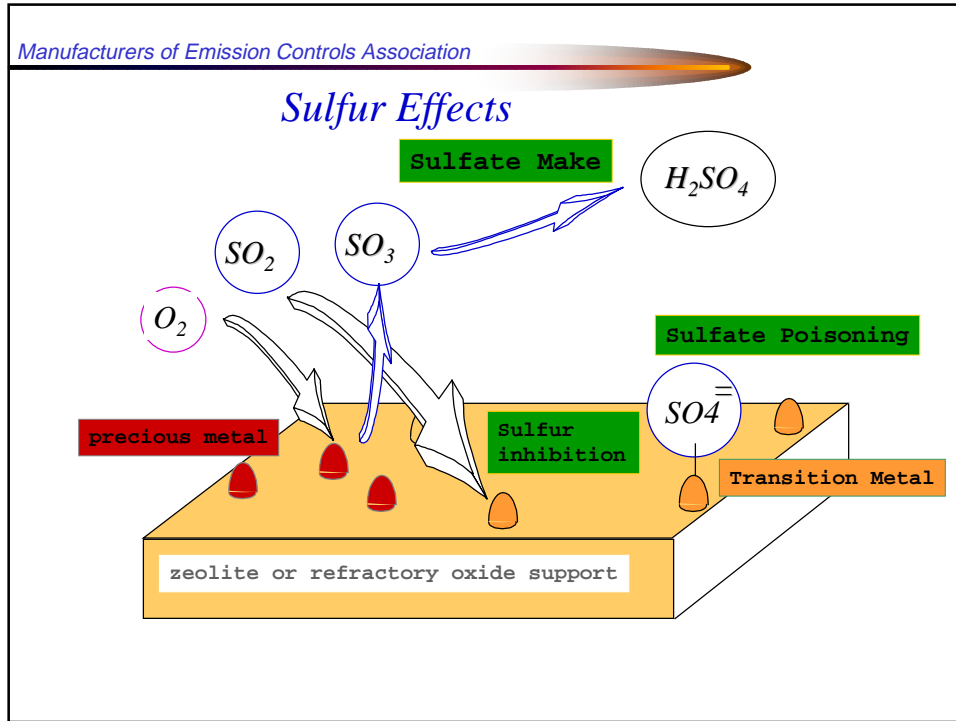 Manufacturers of Emission Controls Association
Sulfur Effects
Sulfate Make
H₂SO₄
SO₂
SO₃
O₂
Sulfate Poisoning
SO4⁼
precious metal
Sulfur
inhibition
Transition Metal
zeolite or refractory oxide support